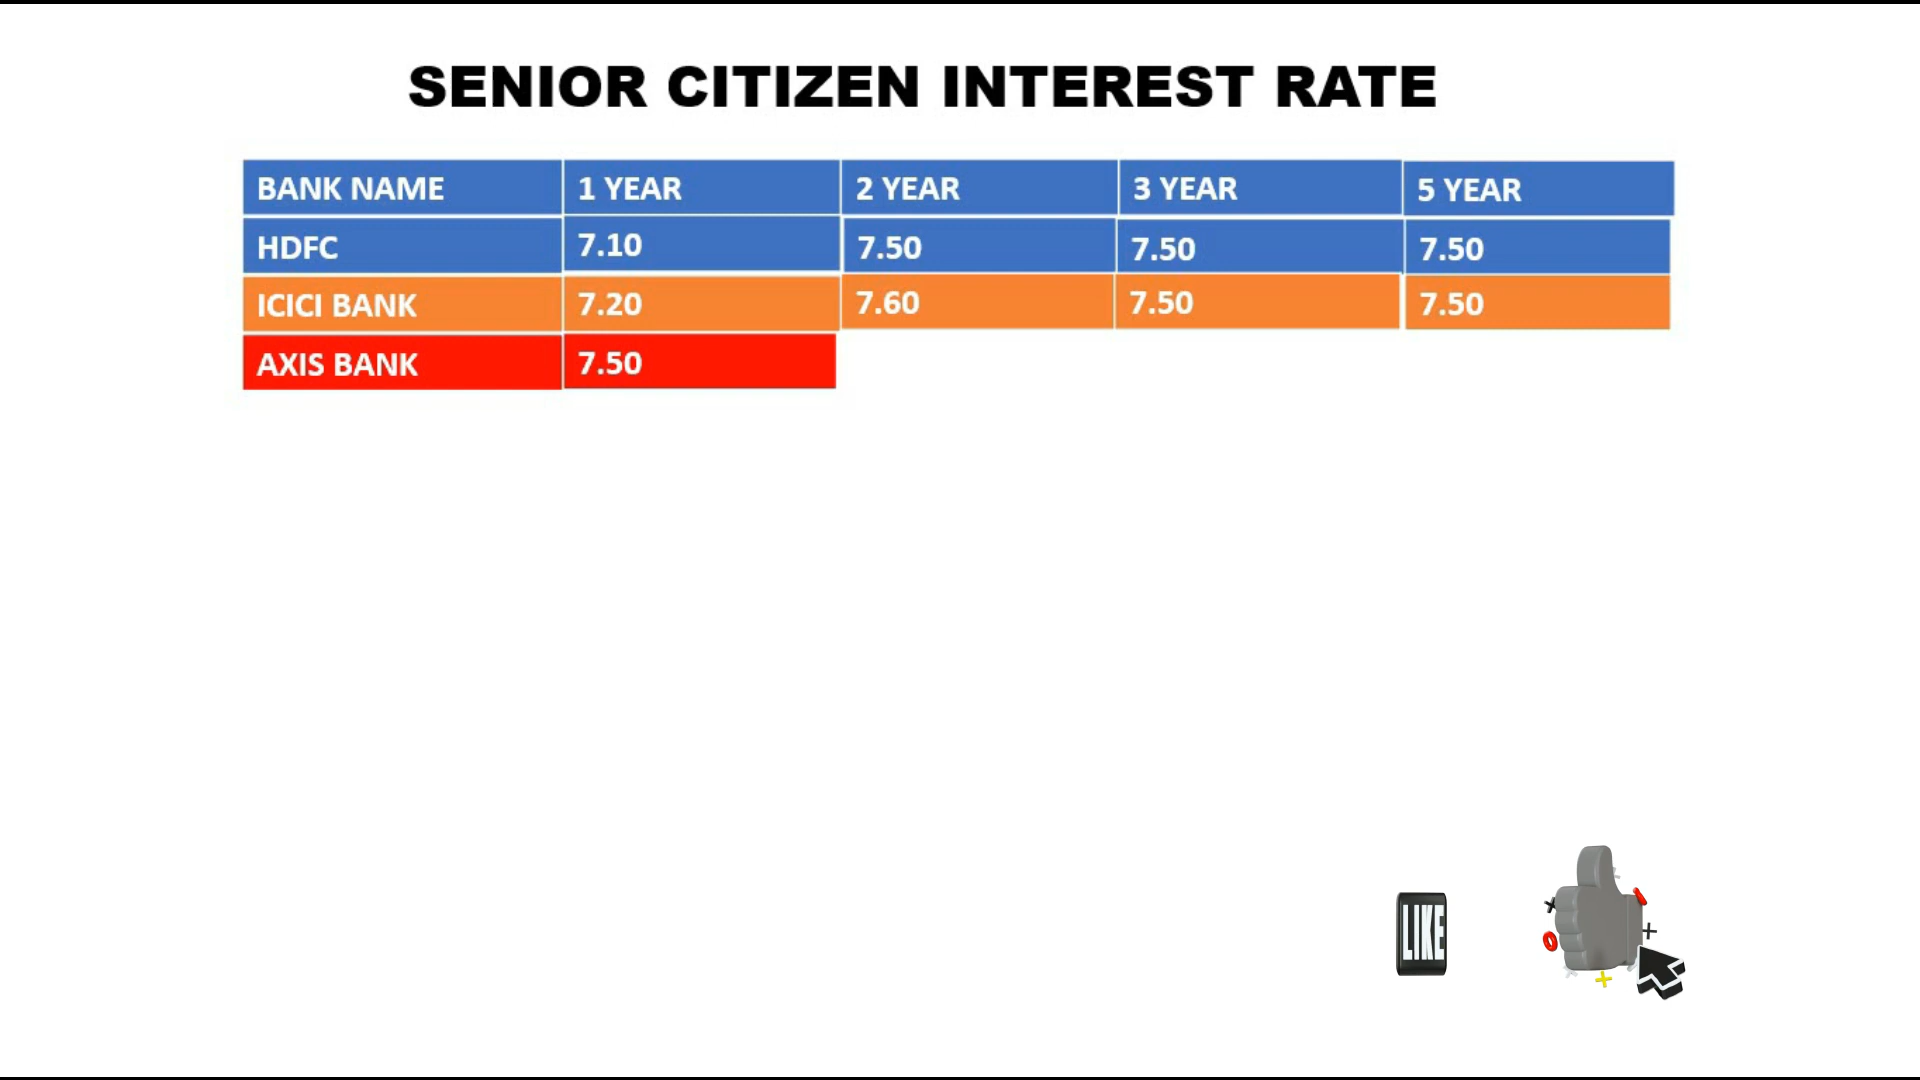 SENIOR CITIZEN INTEREST RATE
BANK NAME 1 YEAR 2 YEAR 3 YEAR 5 YEAR
HDFC 7.10 7.50 7.50 7.50
ICICI BANK 7.20 7.60 7.50 7.50
AXIS BANK 7.50
LIKE